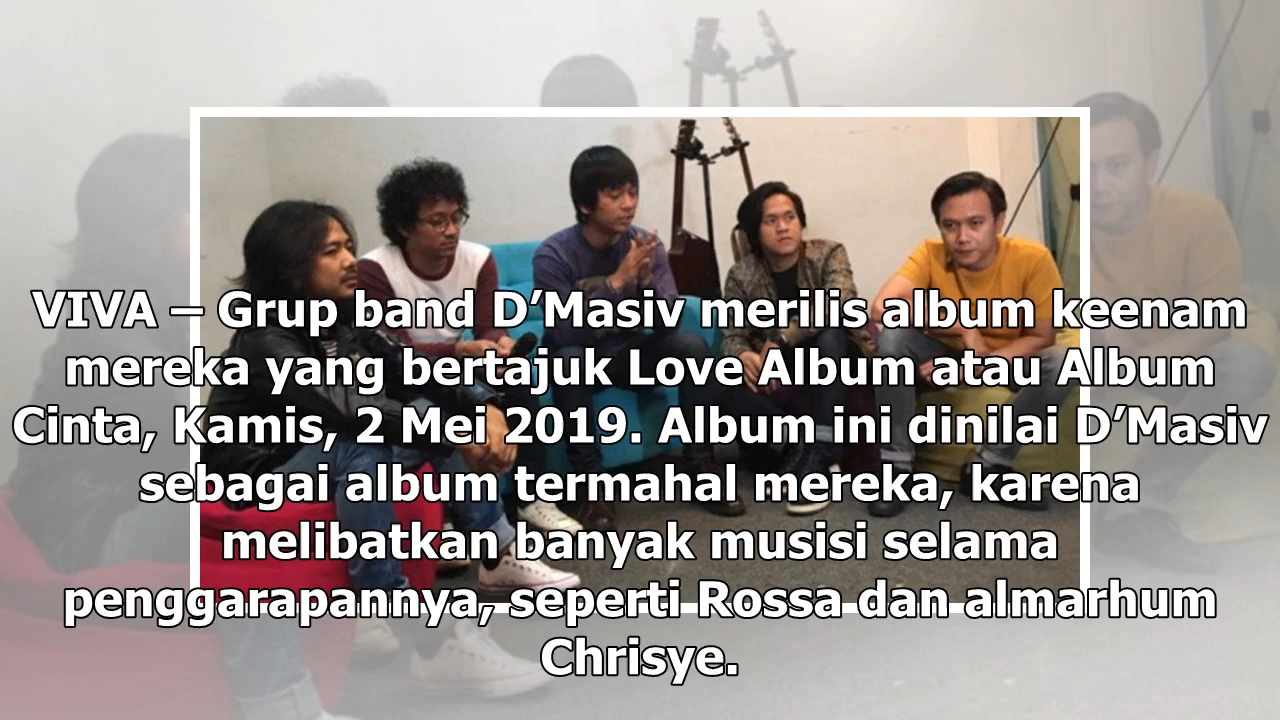 VIVA – Grup band D’Masiv merilis album keenam
mereka yang bertajuk Love Album atau Album
Cinta, Kamis, 2 Mei 2019. Album ini dinilai D’Masiv
sebagai album termahal mereka, karena
melibatkan banyak musisi selama
penggarapannya, seperti Rossa dan almarhum
Chrisye.